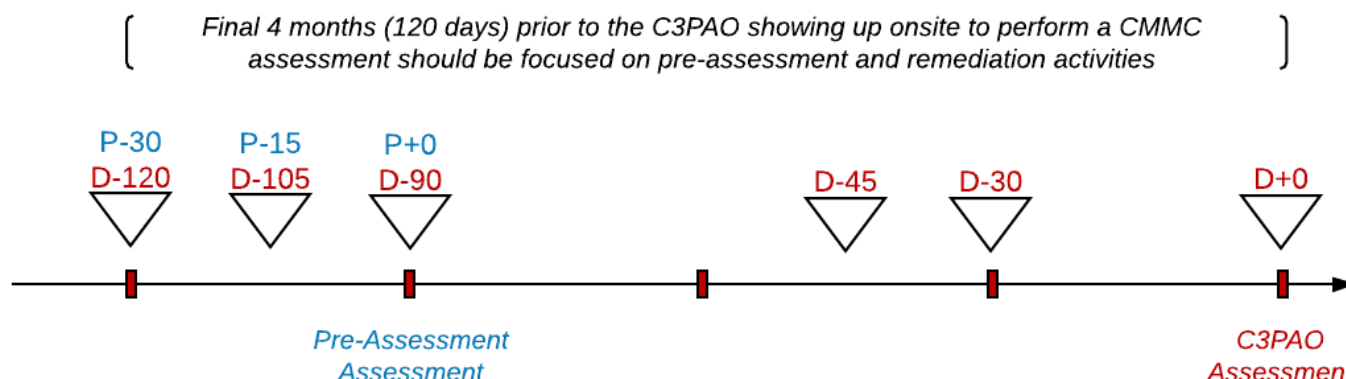 Final 4 months (120 days) prior to the C3PAO showing up onsite to perform a CMMC
assessment should be focused on pre-assessment and remediation activities
P-30 P-15 P+0
D-120 D-105 D-90 D-45 D-30 D+0
Pre-Assessment C3PAO
Assessment Assessmen